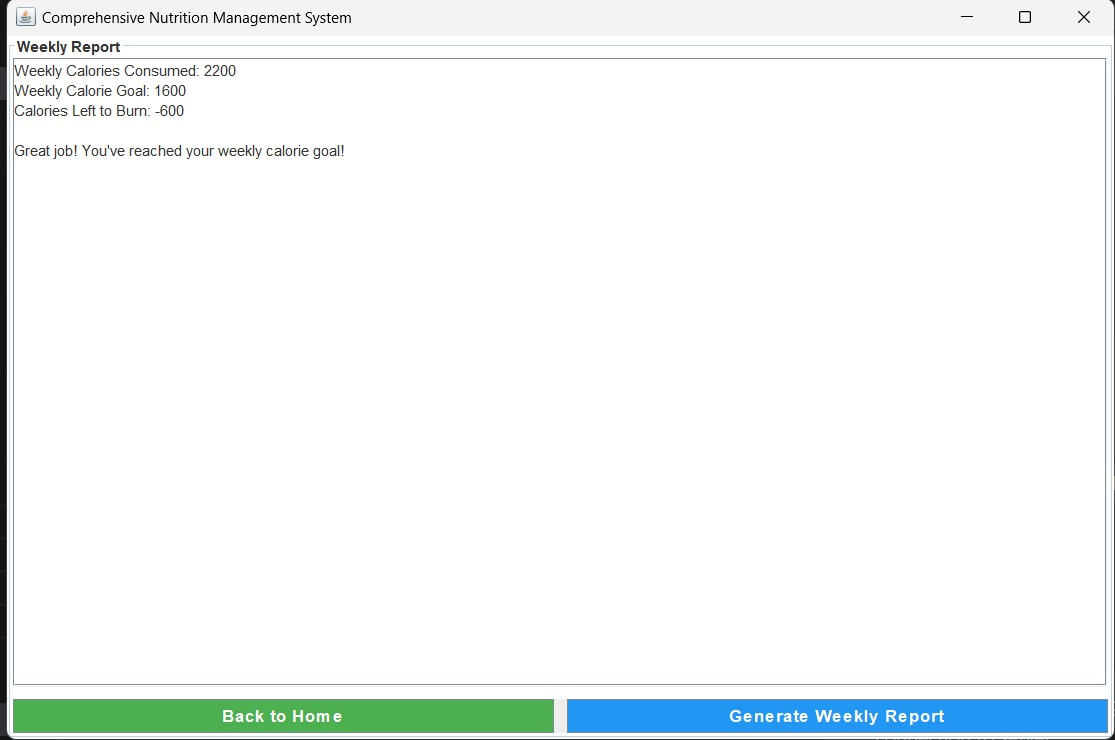 Comprehensive Nutrition Management System
Weekly Report
Weekly Calories Consumed: 2200
Weekly Calorie Goal: 1600
Calories Left to Burn: -600
Great job! You've reached your weekly calorie goal!
Back to Home
Generate Weekly Report